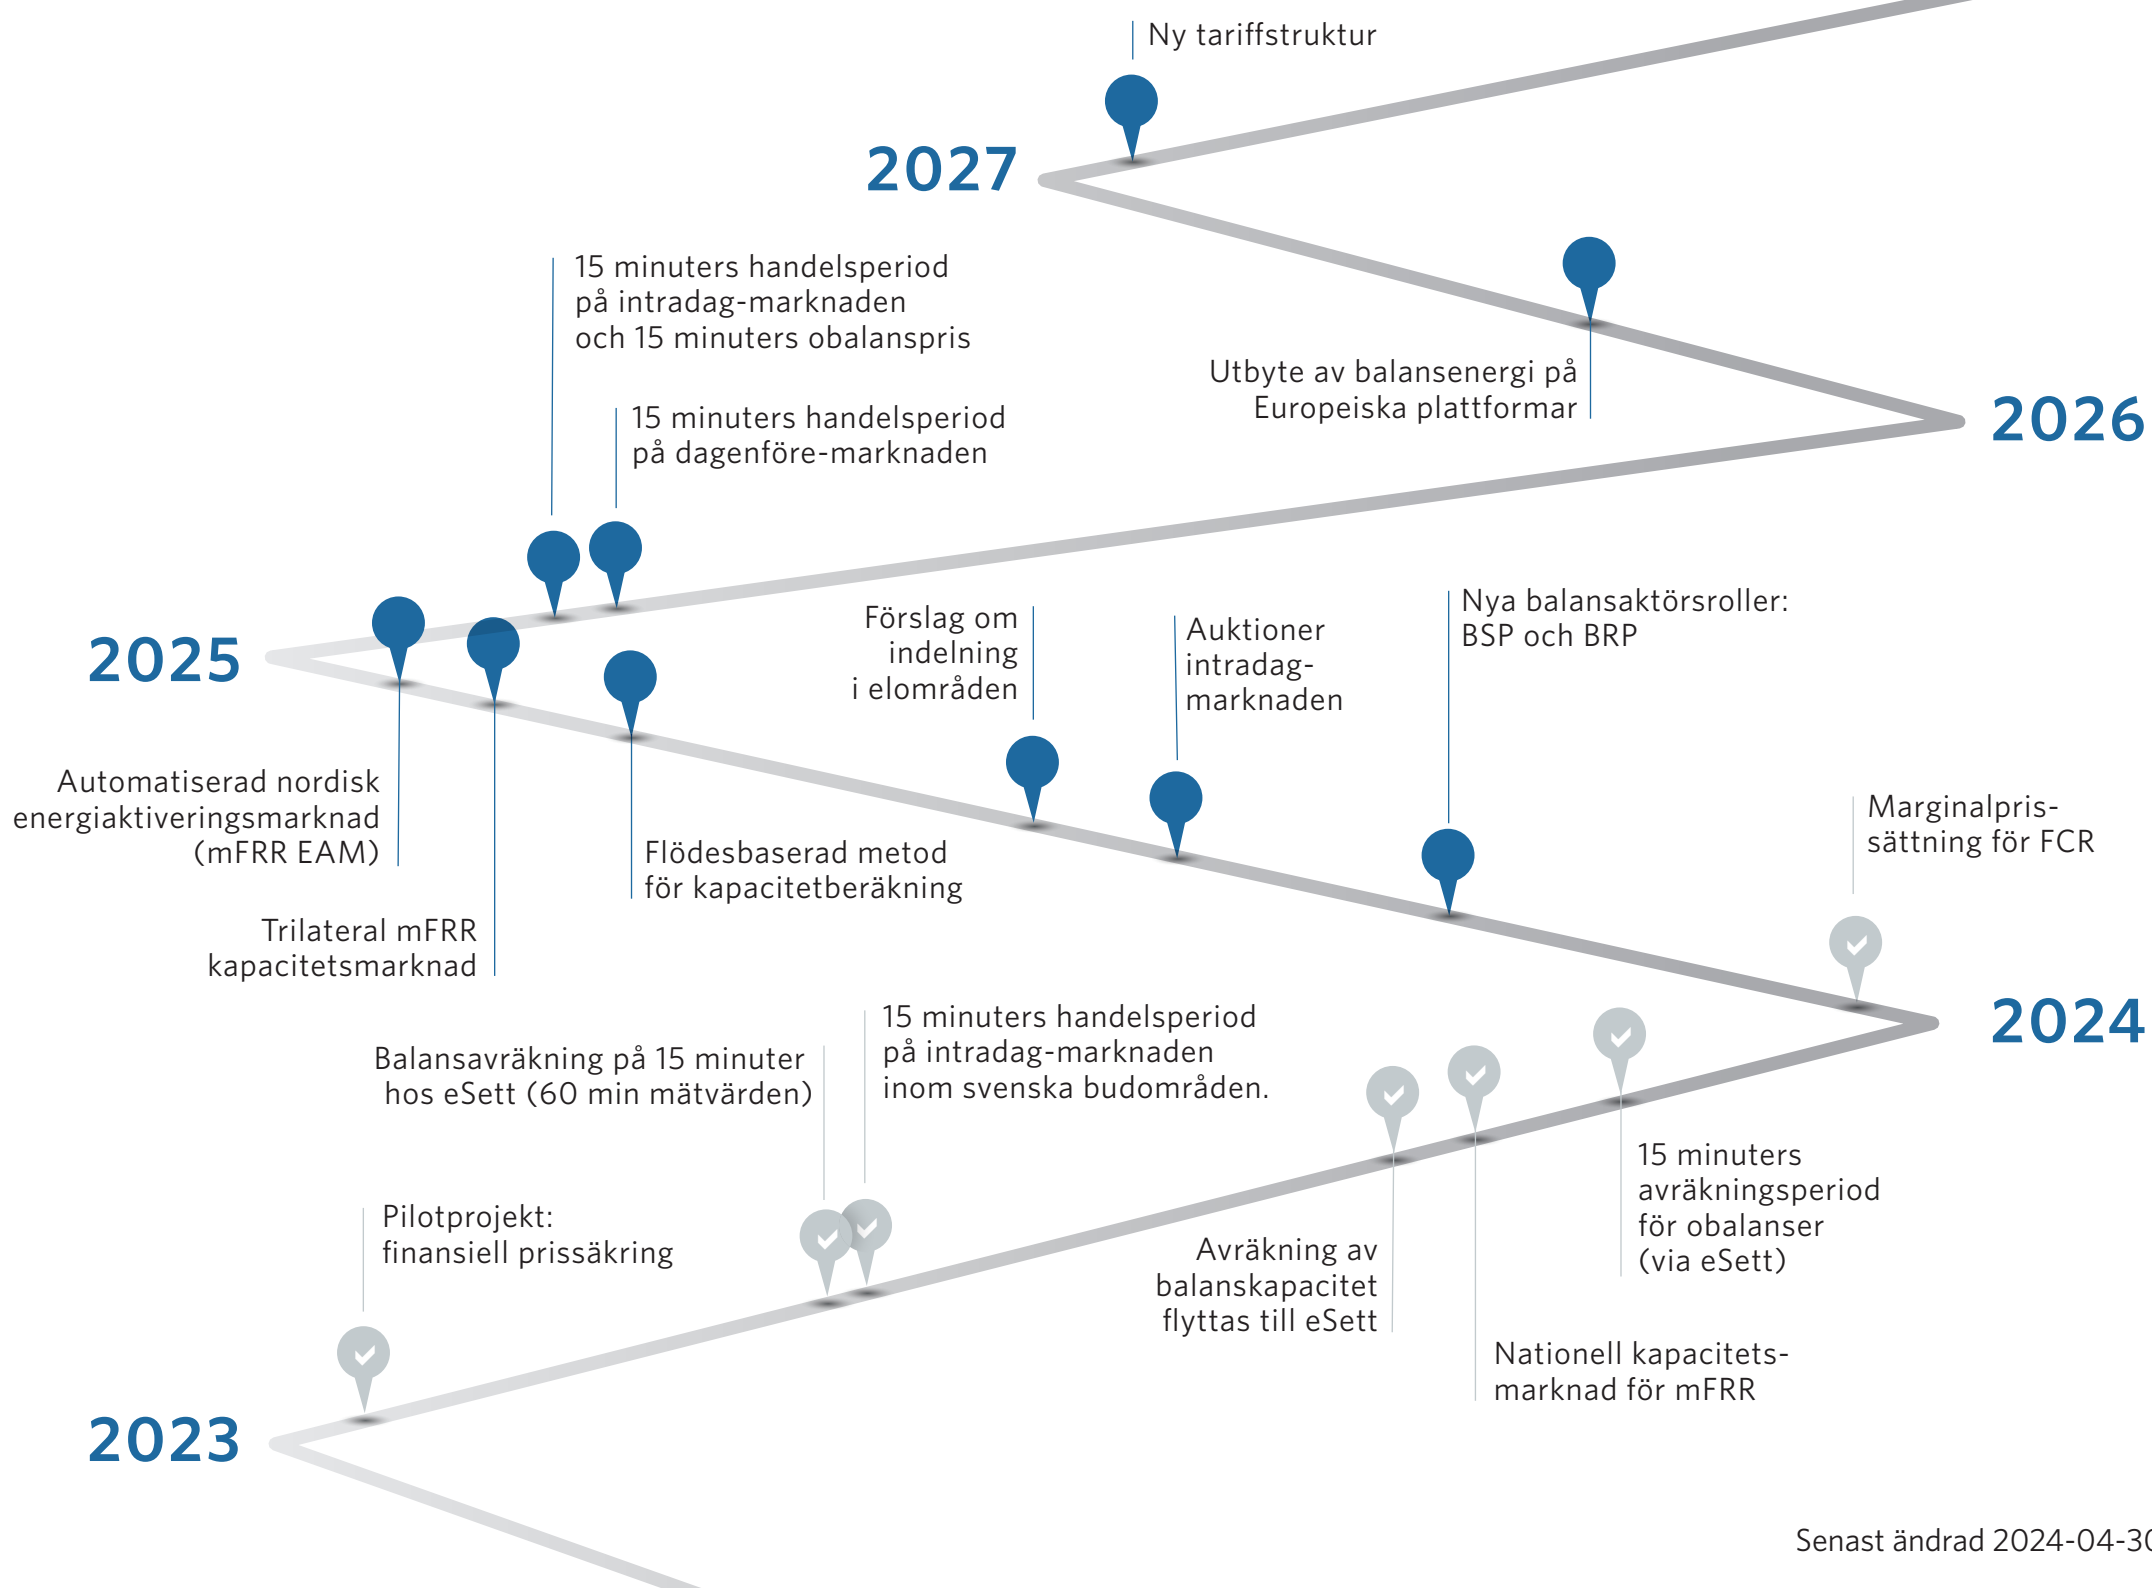 Ny tariffstruktur
2027
15 minuters handelsperiod
på intradag-marknaden
och 15 minuters obalanspris
Utbyte av balansenergi på
Europeiska plattformar
2026
15 minuters handelsperiod
på dagenföre-marknaden
2025
Förslag om
indelning
i elområden
Auktioner
intradag-
marknaden
Nya balansaktörsroller:
BSP och BRP
Automatiserad nordisk
energiaktiveringsmarknad
(mFRR EAM)
Trilateral mFRR
kapacitetsmarknad
Flödesbaserad metod
för kapacitetberäkning
Marginalpris-
sättning för FCR
2024
Balansavräkning på 15 minuter
hos eSett (60 min mätvärden)
15 minuters handelsperiod
på intradag-marknaden
inom svenska budområden.
Pilotprojekt:
finansiell prissäkring
Avräkning av
balanskapacitet
flyttas till eSett
15 minuters
avräkningsperiod
för obalanser
(via eSett)
Nationell kapacitets-
marknad för mFRR
2023
Senast ändrad 2024-04-30